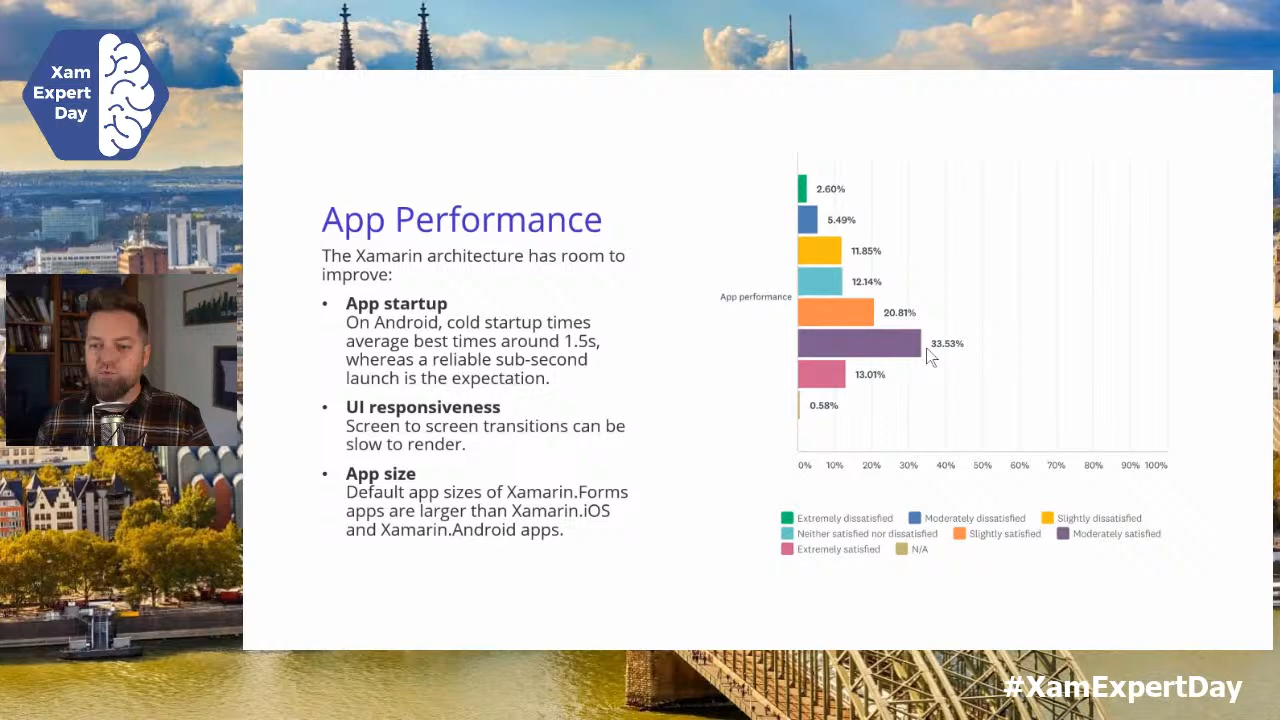 Xam
Expert
Day
App Performance
The Xamarin architecture has room to
improve:
• App startup
On Android, cold startup times
average best times around 1.5s,
whereas a reliable sub-second
launch is the expectation.
• UI responsiveness
Screen to screen transitions can be
slow to render.
• App size
Default app sizes of Xamarin.Forms
apps are larger than Xamarin.iOS
and Xamarin.Android apps.
2.60%
5.49%
11.85%
12.14%
App performance
20.81%
33.53%
13.01%
0.58%
0% 10% 20% 30% 40% 50% 60% 70% 80% 90% 100%
Extremely dissatisfied Moderately dissatisfied Slightly dissatisfied
Neither satisfied nor dissatisfied Slightly satisfied Moderately satisfied
Extremely satisfied N/A
#XamExpertDay